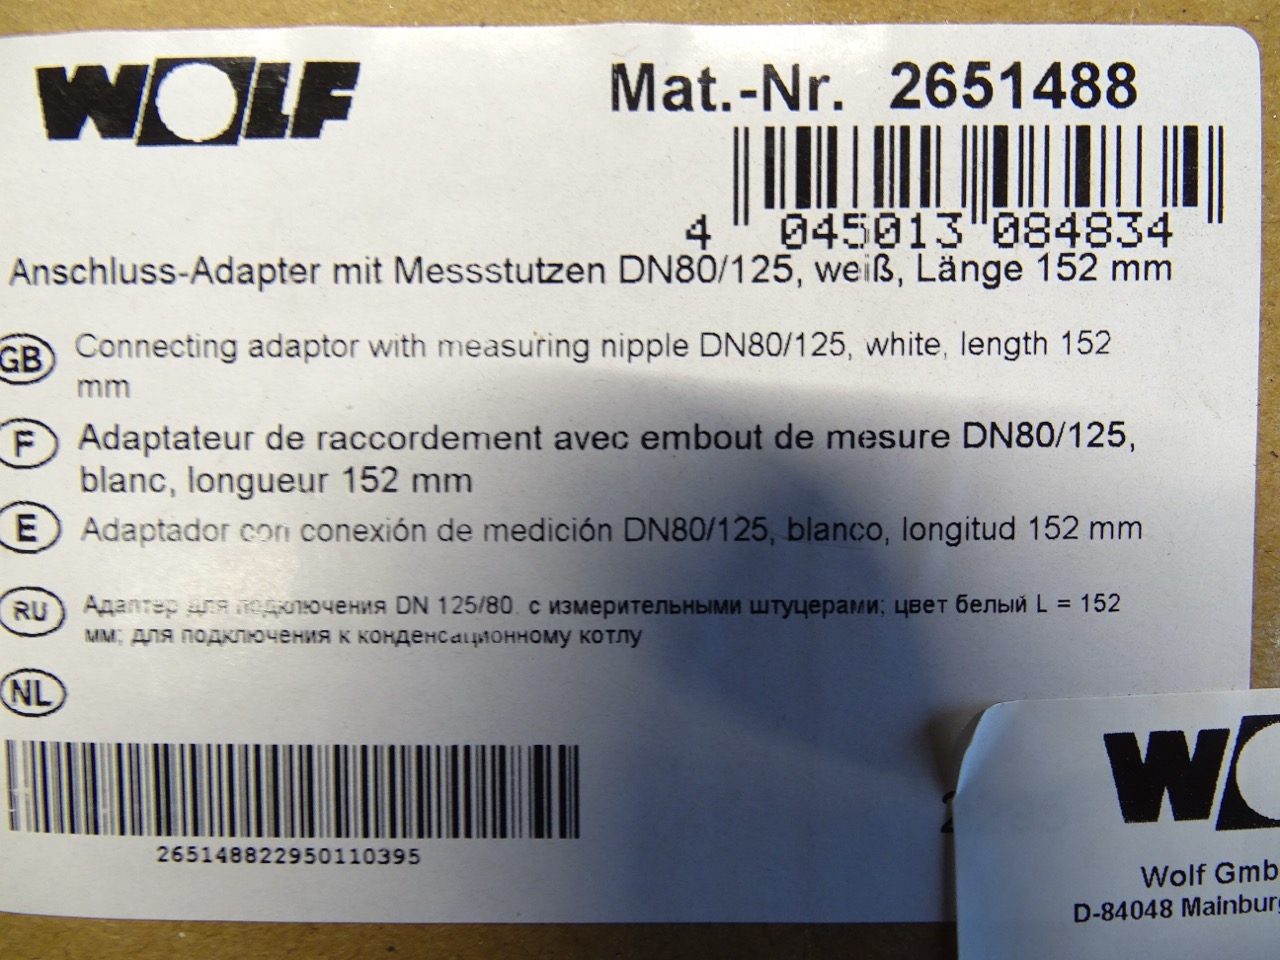 WOLF
Mat.-Nr. 2651488
4 045013 084834
Anschluss-Adapter mit Messstutzen DN80/125, weiß, Länge 152 mm
GB Connecting adaptor with measuring nipple DN80/125, white, length 152
mm
F Adaptateur de raccordement avec embout de mesure DN80/125,
blanc, longueur 152 mm
E Adaptador con conexión de medición DN80/125, blanco, longitud 152 mm
RU Адаптер для подключения DN 125/80 с измерительными штуцерами; цвет белый L = 152
мм; для подключения к конденсационному котлу
NL
265148822950110395
WO
Wolf Gmb
D-84048 Mainburg